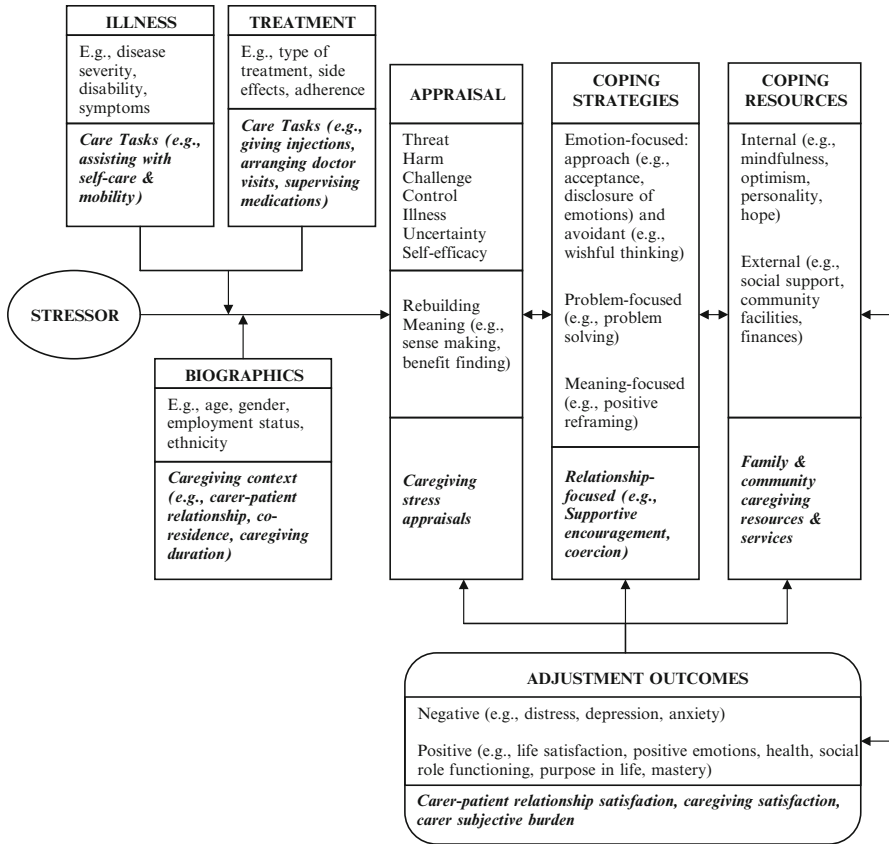 ILLNESS
E.g., disease
severity,
disability,
symptoms
Care Tasks (e.g.,
assisting with
self-care &
mobility)
TREATMENT
E.g., type of
treatment, side
effects, adherence
Care Tasks (e.g.,
giving injections,
arranging doctor
visits, supervising
medications)
STRESSOR
BIOGRAPHICS
E.g., age, gender,
employment status,
ethnicity
Caregiving context
(e.g., carer-patient
relationship, co-
residence, caregiving
duration)
APPRAISAL
Threat
Harm
Challenge
Control
Illness
Uncertainty
Self-efficacy
Rebuilding
Meaning (e.g.,
sense making,
benefit finding)
Caregiving
stress
appraisals
COPING
STRATEGIES
Emotion-focused:
approach (e.g.,
acceptance,
disclosure of
emotions) and
avoidant (e.g.,
wishful thinking)
Problem-focused
(e.g., problem
solving)
Meaning-focused
(e.g., positive
reframing)
Relationship-
focused (e.g.,
Supportive
encouragement,
coercion)
COPING
RESOURCES
Internal (e.g.,
mindfulness,
optimism,
personality,
hope)
External (e.g.,
social support,
community
facilities,
finances)
Family &
community
caregiving
resources &
services
ADJUSTMENT OUTCOMES
Negative (e.g., distress, depression, anxiety)
Positive (e.g., life satisfaction, positive emotions, health, social
role functioning, purpose in life, mastery)
Carer-patient relationship satisfaction, caregiving satisfaction,
carer subjective burden